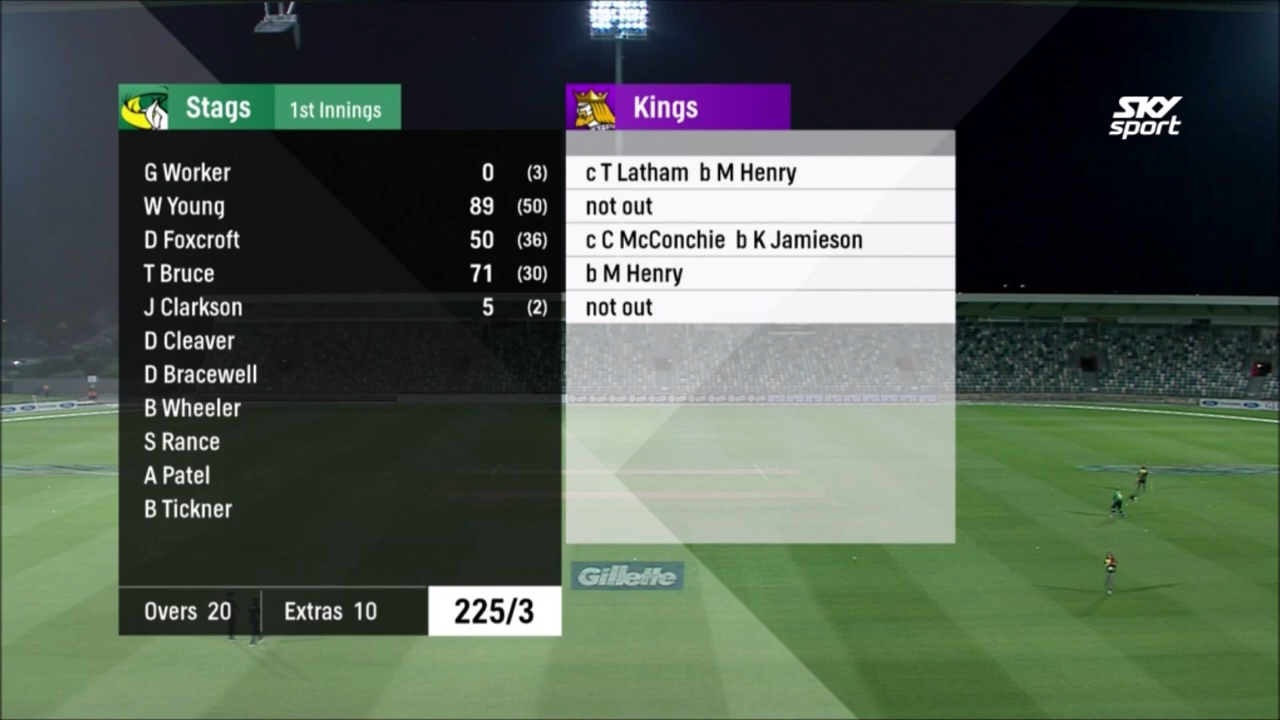 Stags 1st Innings Kings
SKY
sport
G Worker 0 (3) c T Latham b M Henry
W Young 89 (50) not out
D Foxcroft 50 (36) c C McConchie b K Jamieson
T Bruce 71 (30) b M Henry
J Clarkson 5 (2) not out
D Cleaver
D Bracewell
B Wheeler
S Rance
A Patel
B Tickner
Gillette
Overs 20 Extras 10 225/3